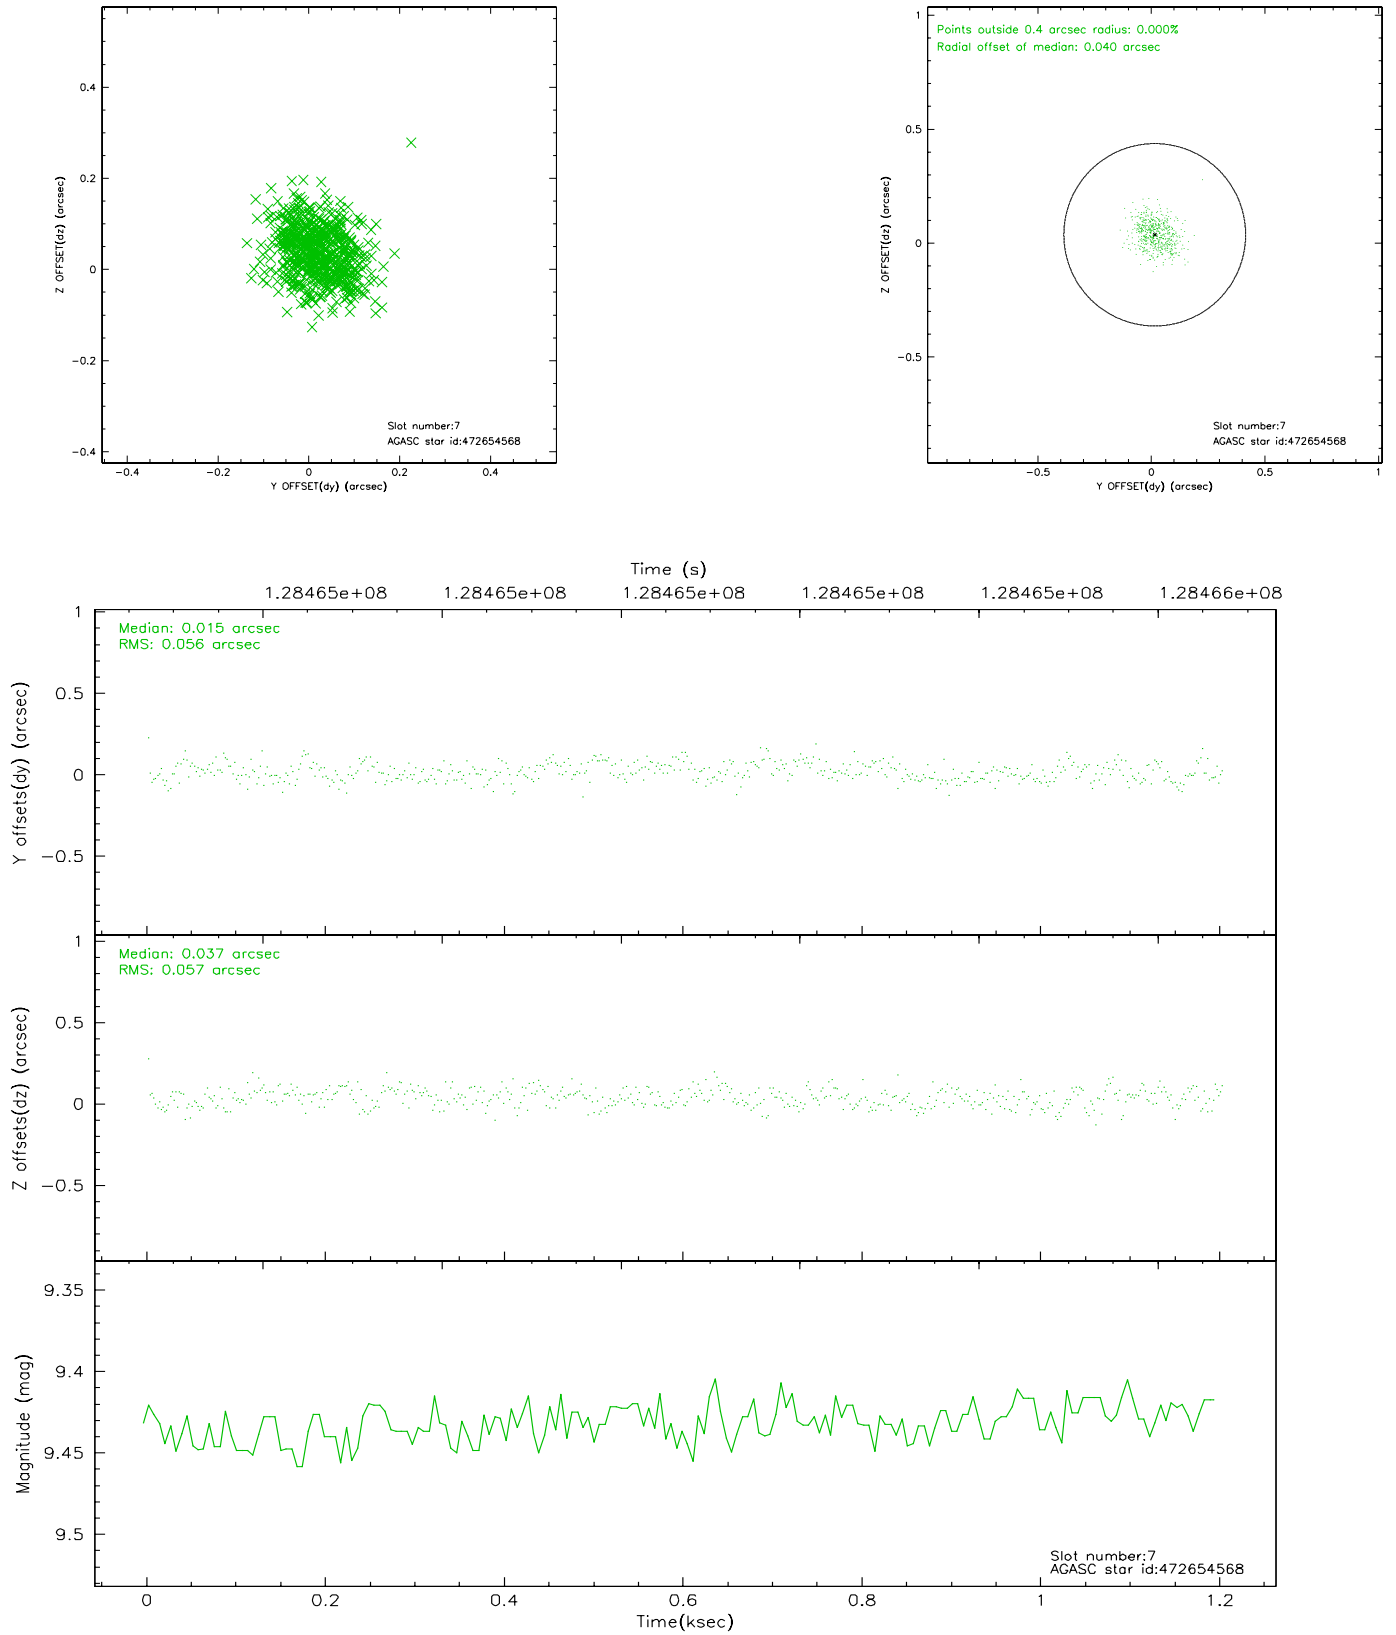 0.4
0.2
0
−0.2
−0.4
Z OFFSET(dz) (arcsec)
Slot number:7
AGASC star id:472654568
−0.4
−0.2
0
0.2
0.4
Y OFFSET(dy) (arcsec)
Points outside 0.4 arcsec radius: 0.000%
Radial offset of median: 0.040 arcsec
1
0.5
0
−0.5
Z OFFSET(dz) (arcsec)
Slot number:7
AGASC star id:472654568
−0.5
0
0.5
1
Y OFFSET(dy) (arcsec)
Time (s)
1.28465e+08
1.28465e+08
1.28465e+08
1.28465e+08
1.28465e+08
1.28466e+08
Median: 0.015 arcsec
RMS: 0.056 arcsec
1
0.5
0
−0.5
Y offsets(dy) (arcsec)
Median: 0.037 arcsec
RMS: 0.057 arcsec
1
0.5
0
−0.5
Z offsets(dz) (arcsec)
9.35
9.4
9.45
9.5
Magnitude (mag)
Slot number:7
AGASC star id:472654568
0
0.2
0.4
0.6
0.8
1
1.2
Time(ksec)